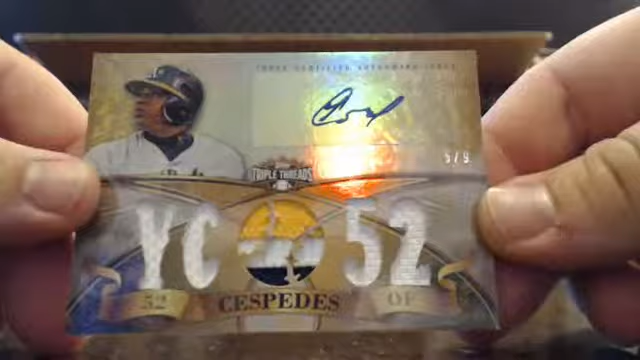 TOPPS CERTIFIED AUTOGRAPH ISSUE
5/9
TRIPLE THREADS
YC 52
52 CESPEDES OF